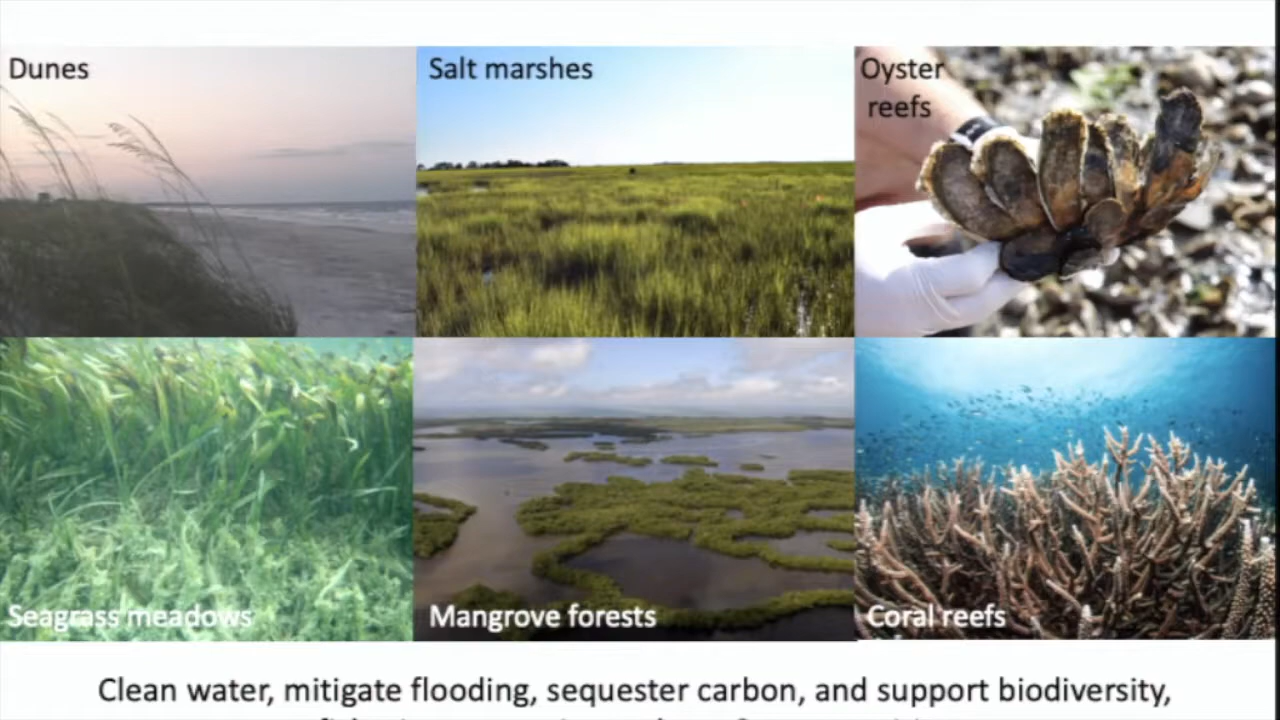 Dunes
Salt marshes
Oyster
reefs
Seagrass meadows
Mangrove forests
Coral reefs
Clean water, mitigate flooding, sequester carbon, and support biodiversity,